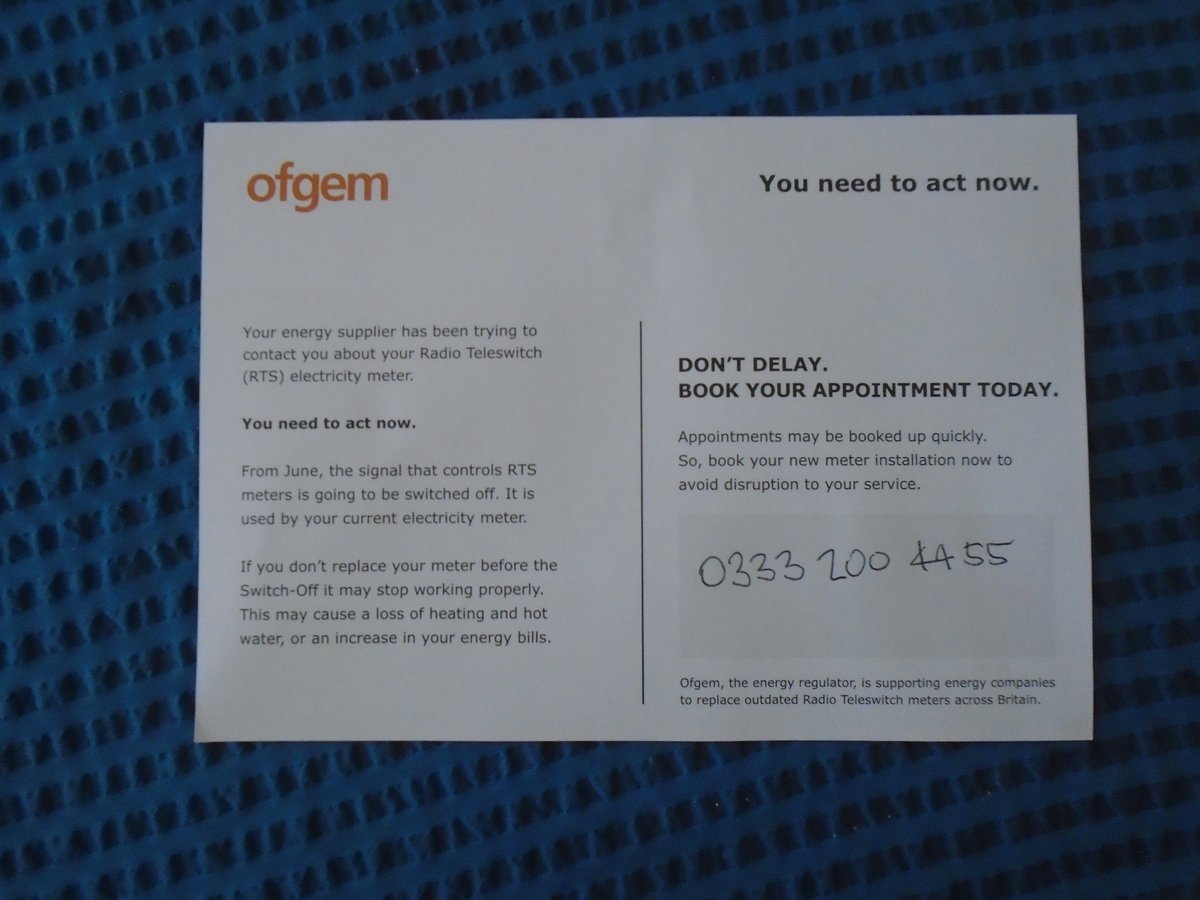 ofgem
You need to act now.
Your energy supplier has been trying to
contact you about your Radio Teleswitch
(RTS) electricity meter.
You need to act now.
From June, the signal that controls RTS
meters is going to be switched off. It is
used by your current electricity meter.
If you don’t replace your meter before the
Switch-Off it may stop working properly.
This may cause a loss of heating and hot
water, or an increase in your energy bills.
DON’T DELAY.
BOOK YOUR APPOINTMENT TODAY.
Appointments may be booked up quickly.
So, book your new meter installation now to
avoid disruption to your service.
0333 200 4455
Ofgem, the energy regulator, is supporting energy companies
to replace outdated Radio Teleswitch meters across Britain.